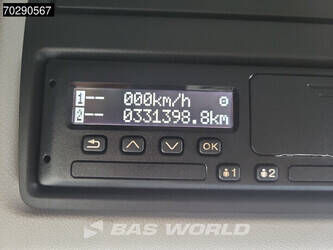 70290567
1-- 000km/h
2-- 0331398.8km
OK
1 2
BAS WORLD